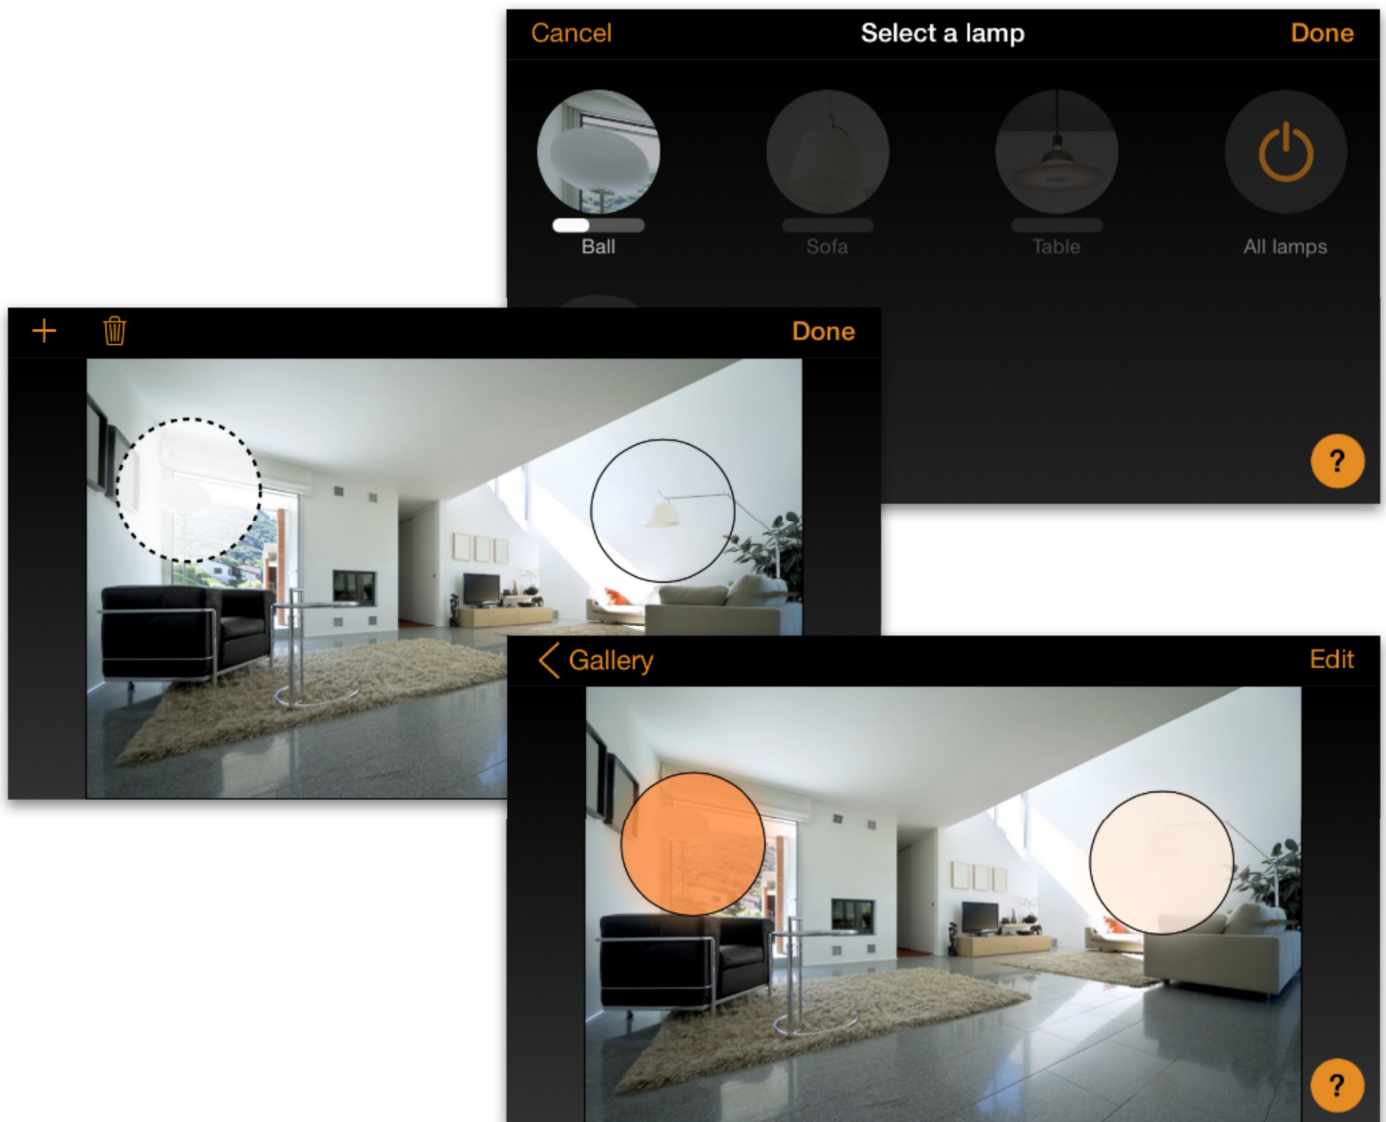 Cancel
Select a lamp
Done
Ball
Sofa
Table
All lamps
?
Done
Gallery
Edit
?